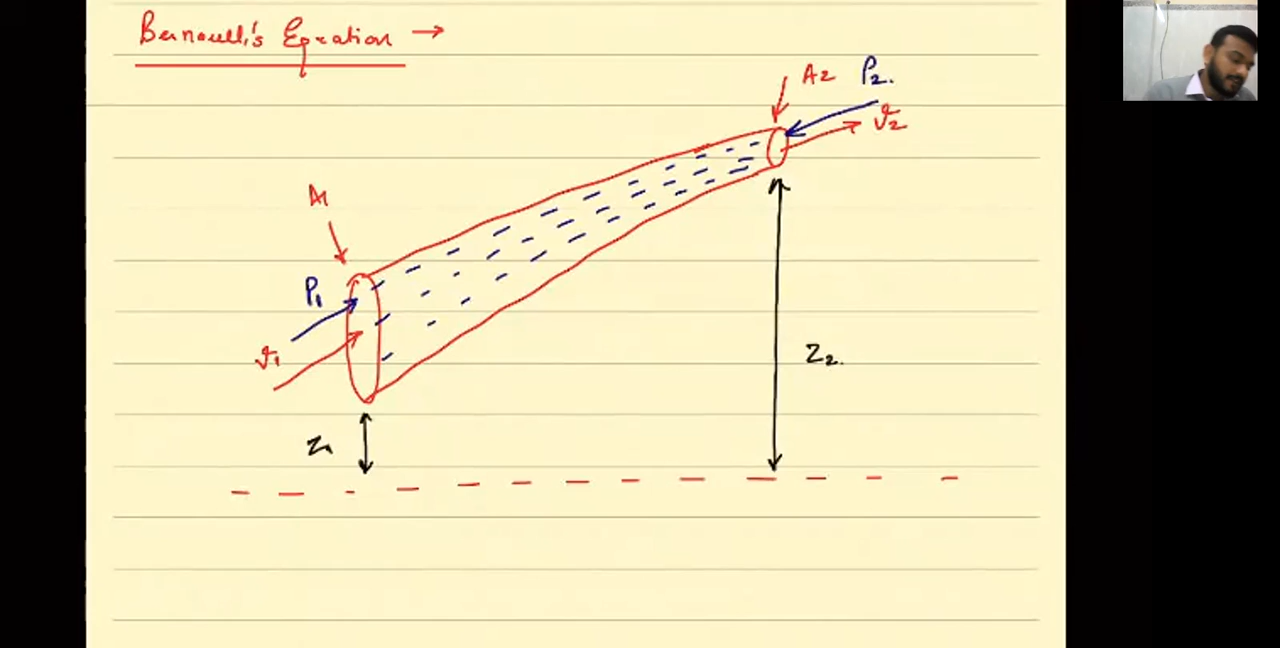 Bernoulli's Equation →
A2 P2.
v2
A1
P1
v1
Z2.
Z1